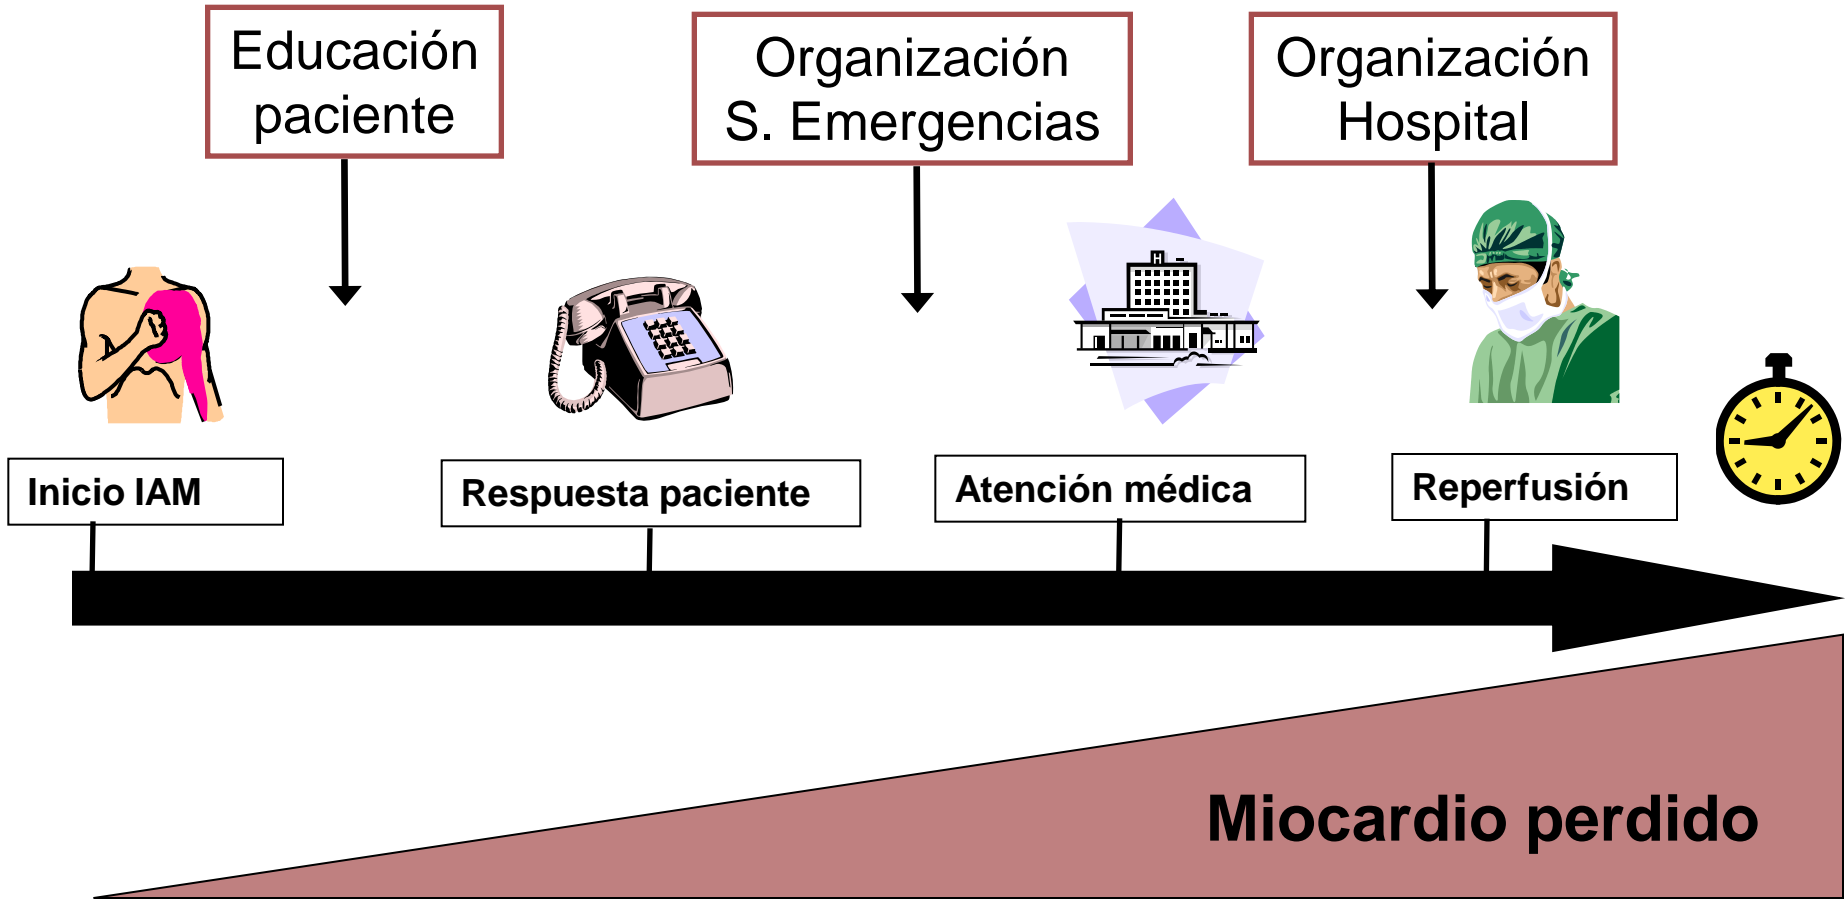 Educación
paciente
Organización
S. Emergencias
Organización
Hospital
Inicio IAM
Respuesta paciente
Atención médica
Reperfusión
Miocardio perdido